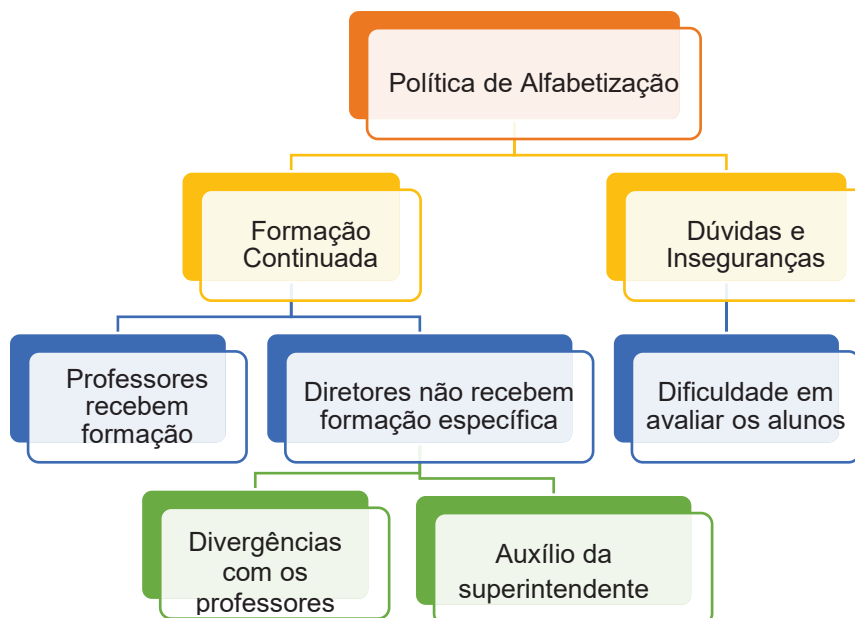 Política de Alfabetização
Formação
Continuada
Dúvidas e
Inseguranças
Professores
recebem
formação
Diretores não recebem
formação específica
Dificuldade em
avaliar os alunos
Divergências
com os
professores
Auxílio da
superintendente